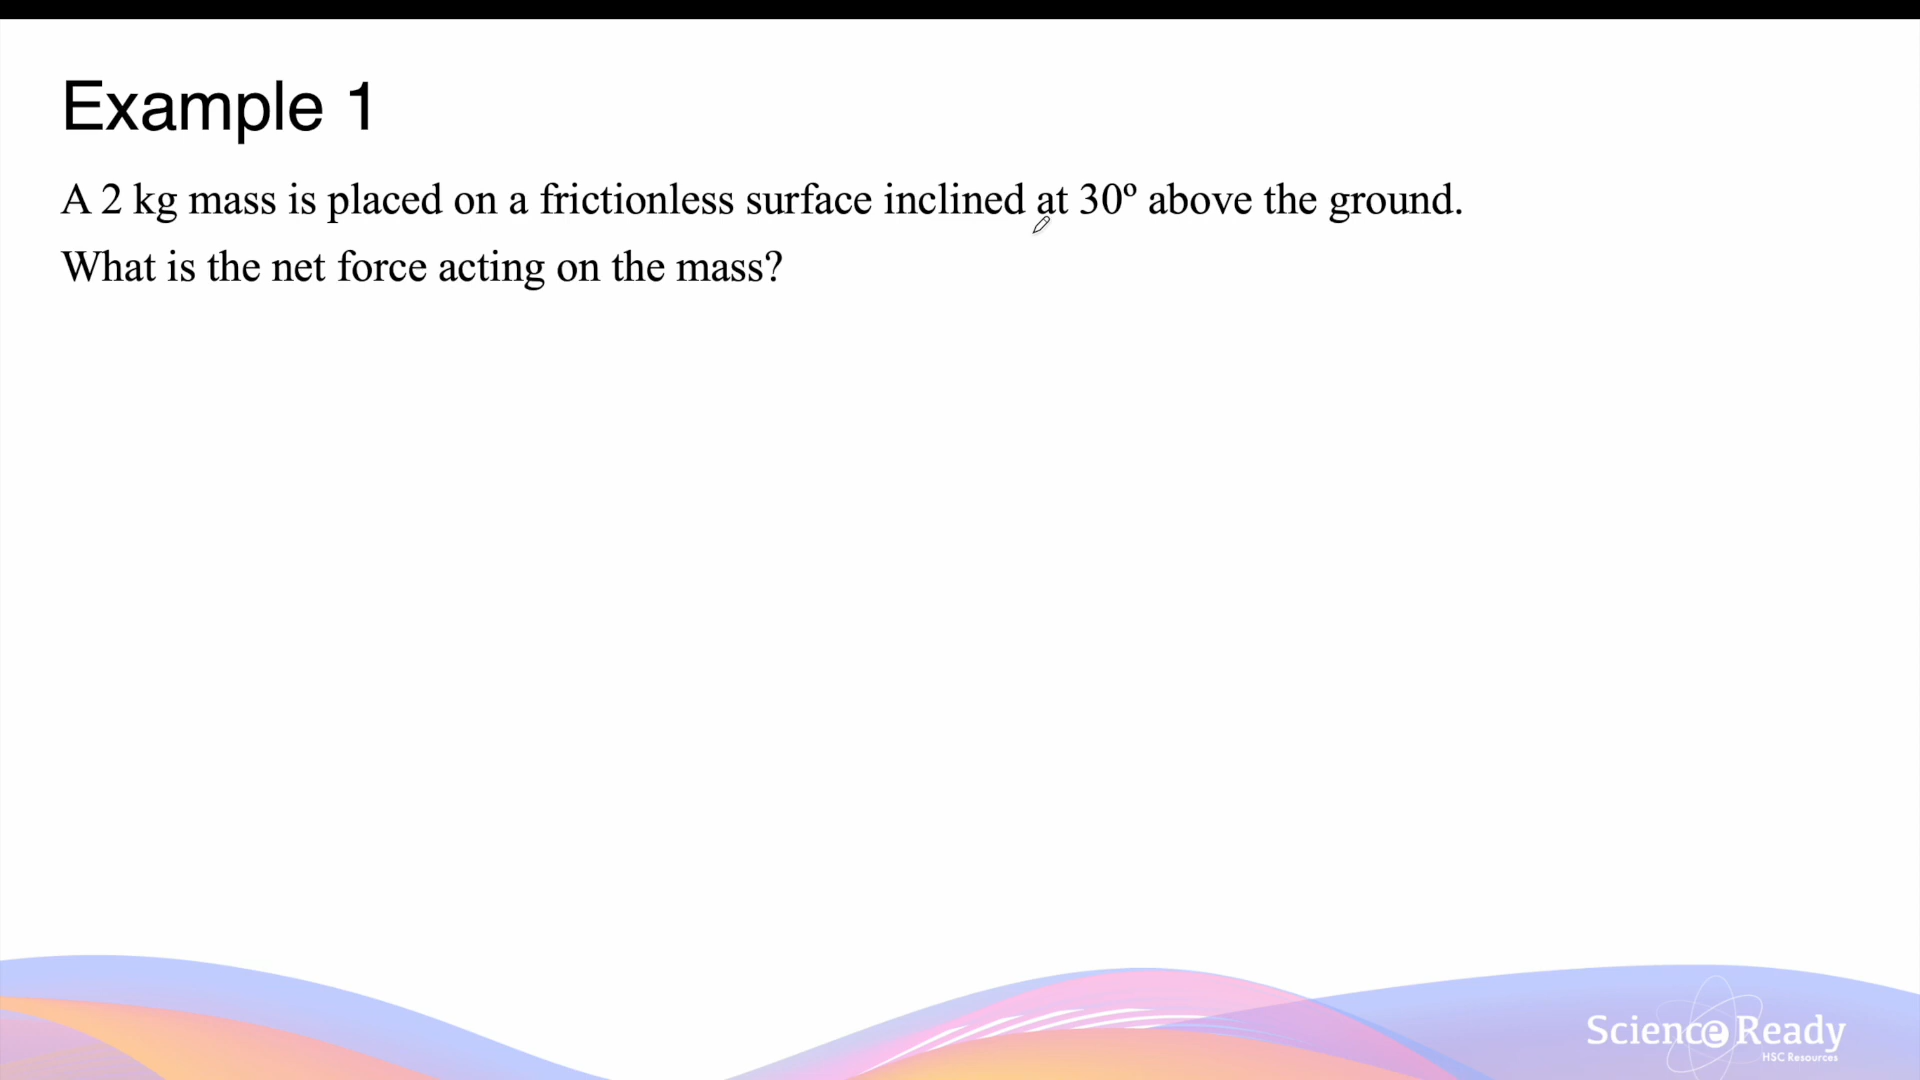 Example 1
A 2 kg mass is placed on a frictionless surface inclined at 30º above the ground.
What is the net force acting on the mass?
Science Ready
HSC Resources